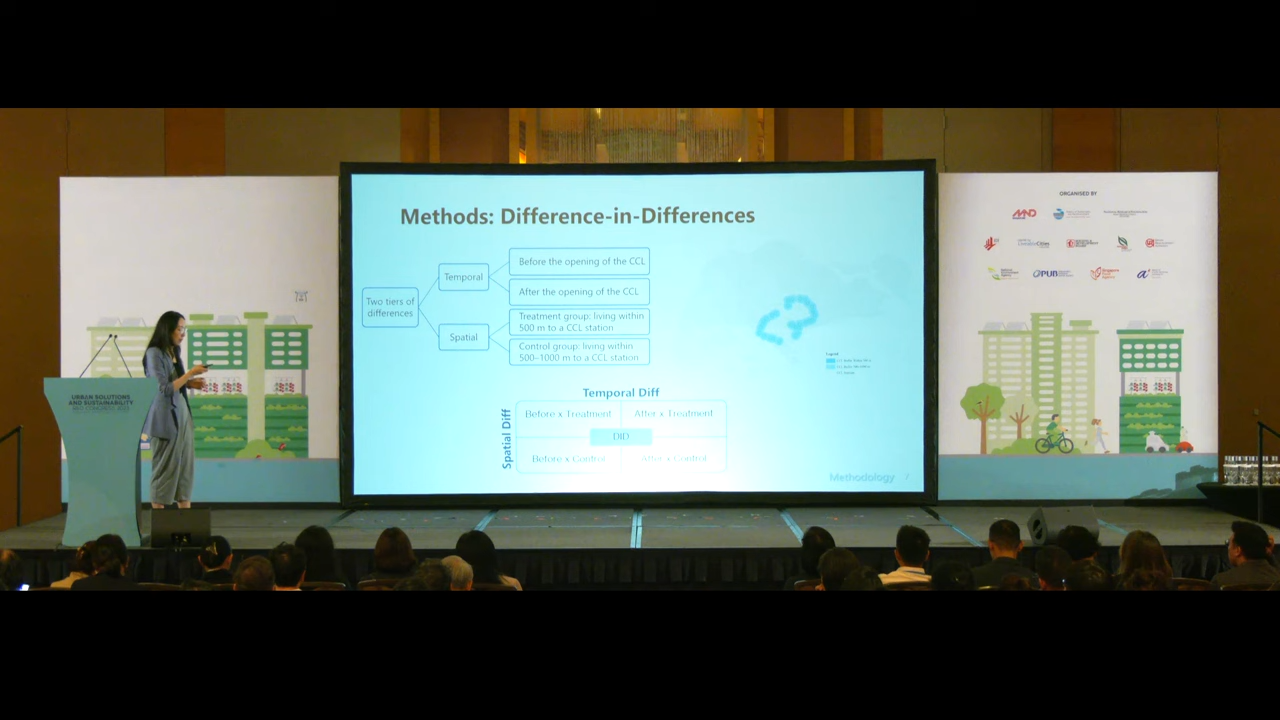 Methods: Difference-in-Differences
Two tiers of
differences
Temporal
Before the opening of the CCL
After the opening of the CCL
Spatial
Treatment group: living within
500 m to a CCL station
Control group: living within
500–1000 m to a CCL station
Temporal Diff
Spatial Diff
Before x Treatment
After x Treatment
DID
Before x Control
After x Control
Legend
Methodology
7
URBAN SOLUTIONS
AND SUSTAINABILITY
ORGANISED BY
MND
PUB